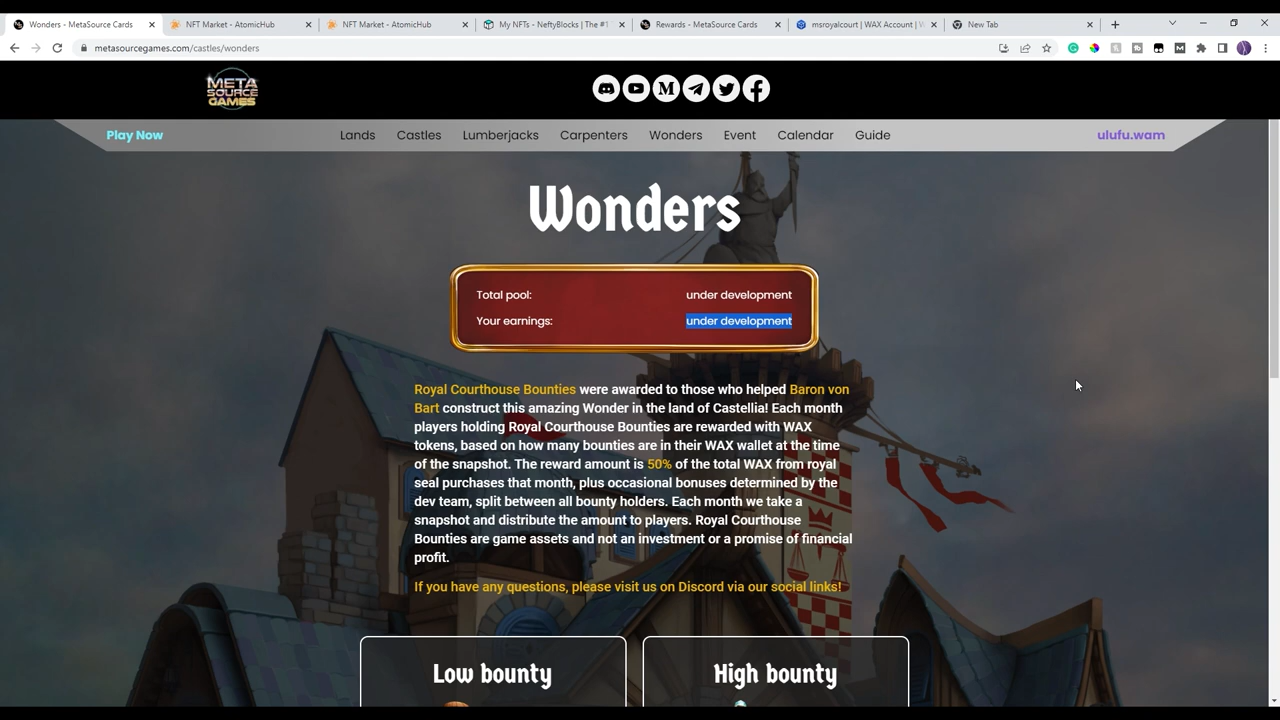 Wonders - MetaSource Cards
NFT Market - AtomicHub
NFT Market - AtomicHub
My NFTs - NeftyBlocks | The #1
Rewards - MetaSource Cards
msroyalcourt | WAX Account | W
New Tab
metasourcegames.com/castles/wonders
META
SOURCE
GAMES
Play Now
Lands
Castles
Lumberjacks
Carpenters
Wonders
Event
Calendar
Guide
ulufu.wam
Wonders
Total pool: under development
Your earnings: under development
Royal Courthouse Bounties were awarded to those who helped Baron von
Bart construct this amazing Wonder in the land of Castellia! Each month
players holding Royal Courthouse Bounties are rewarded with WAX
tokens, based on how many bounties are in their WAX wallet at the time
of the snapshot. The reward amount is 50% of the total WAX from royal
seal purchases that month, plus occasional bonuses determined by the
dev team, split between all bounty holders. Each month we take a
snapshot and distribute the amount to players. Royal Courthouse
Bounties are game assets and not an investment or a promise of financial
profit.
If you have any questions, please visit us on Discord via our social links!
Low bounty
High bounty